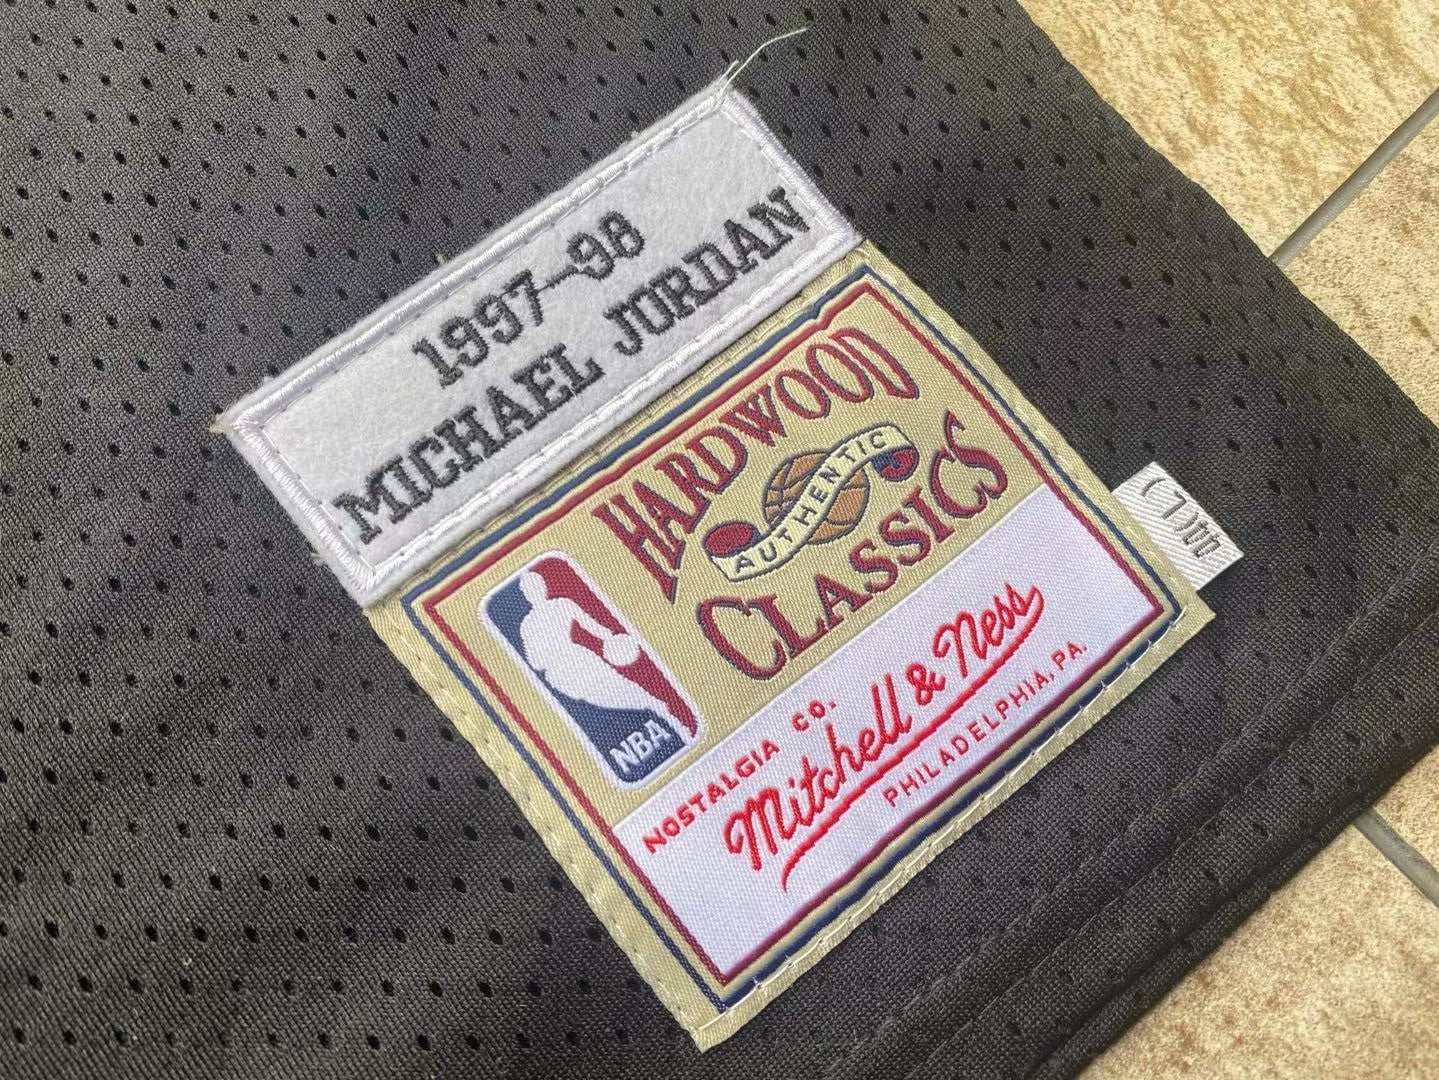 1997-98
MICHAEL JORDAN
HARDWOOD
AUTHENTIC
CLASSICS
NBA
NOSTALGIA CO.
Mitchell & Ness
PHILADELPHIA, PA.